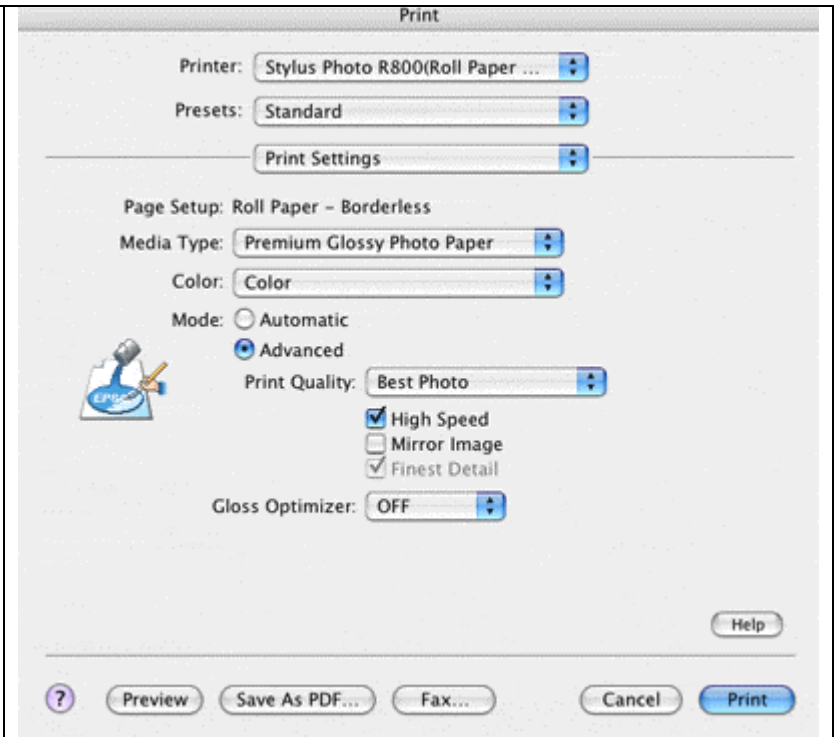 Print
Printer: Stylus Photo R800(Roll Paper ...
Presets: Standard
Print Settings
Page Setup: Roll Paper – Borderless
Media Type: Premium Glossy Photo Paper
Color: Color
Mode: Automatic
Advanced
EPSON
Print Quality: Best Photo
High Speed
Mirror Image
Finest Detail
Gloss Optimizer: OFF
Help
? Preview Save As PDF... Fax... Cancel Print